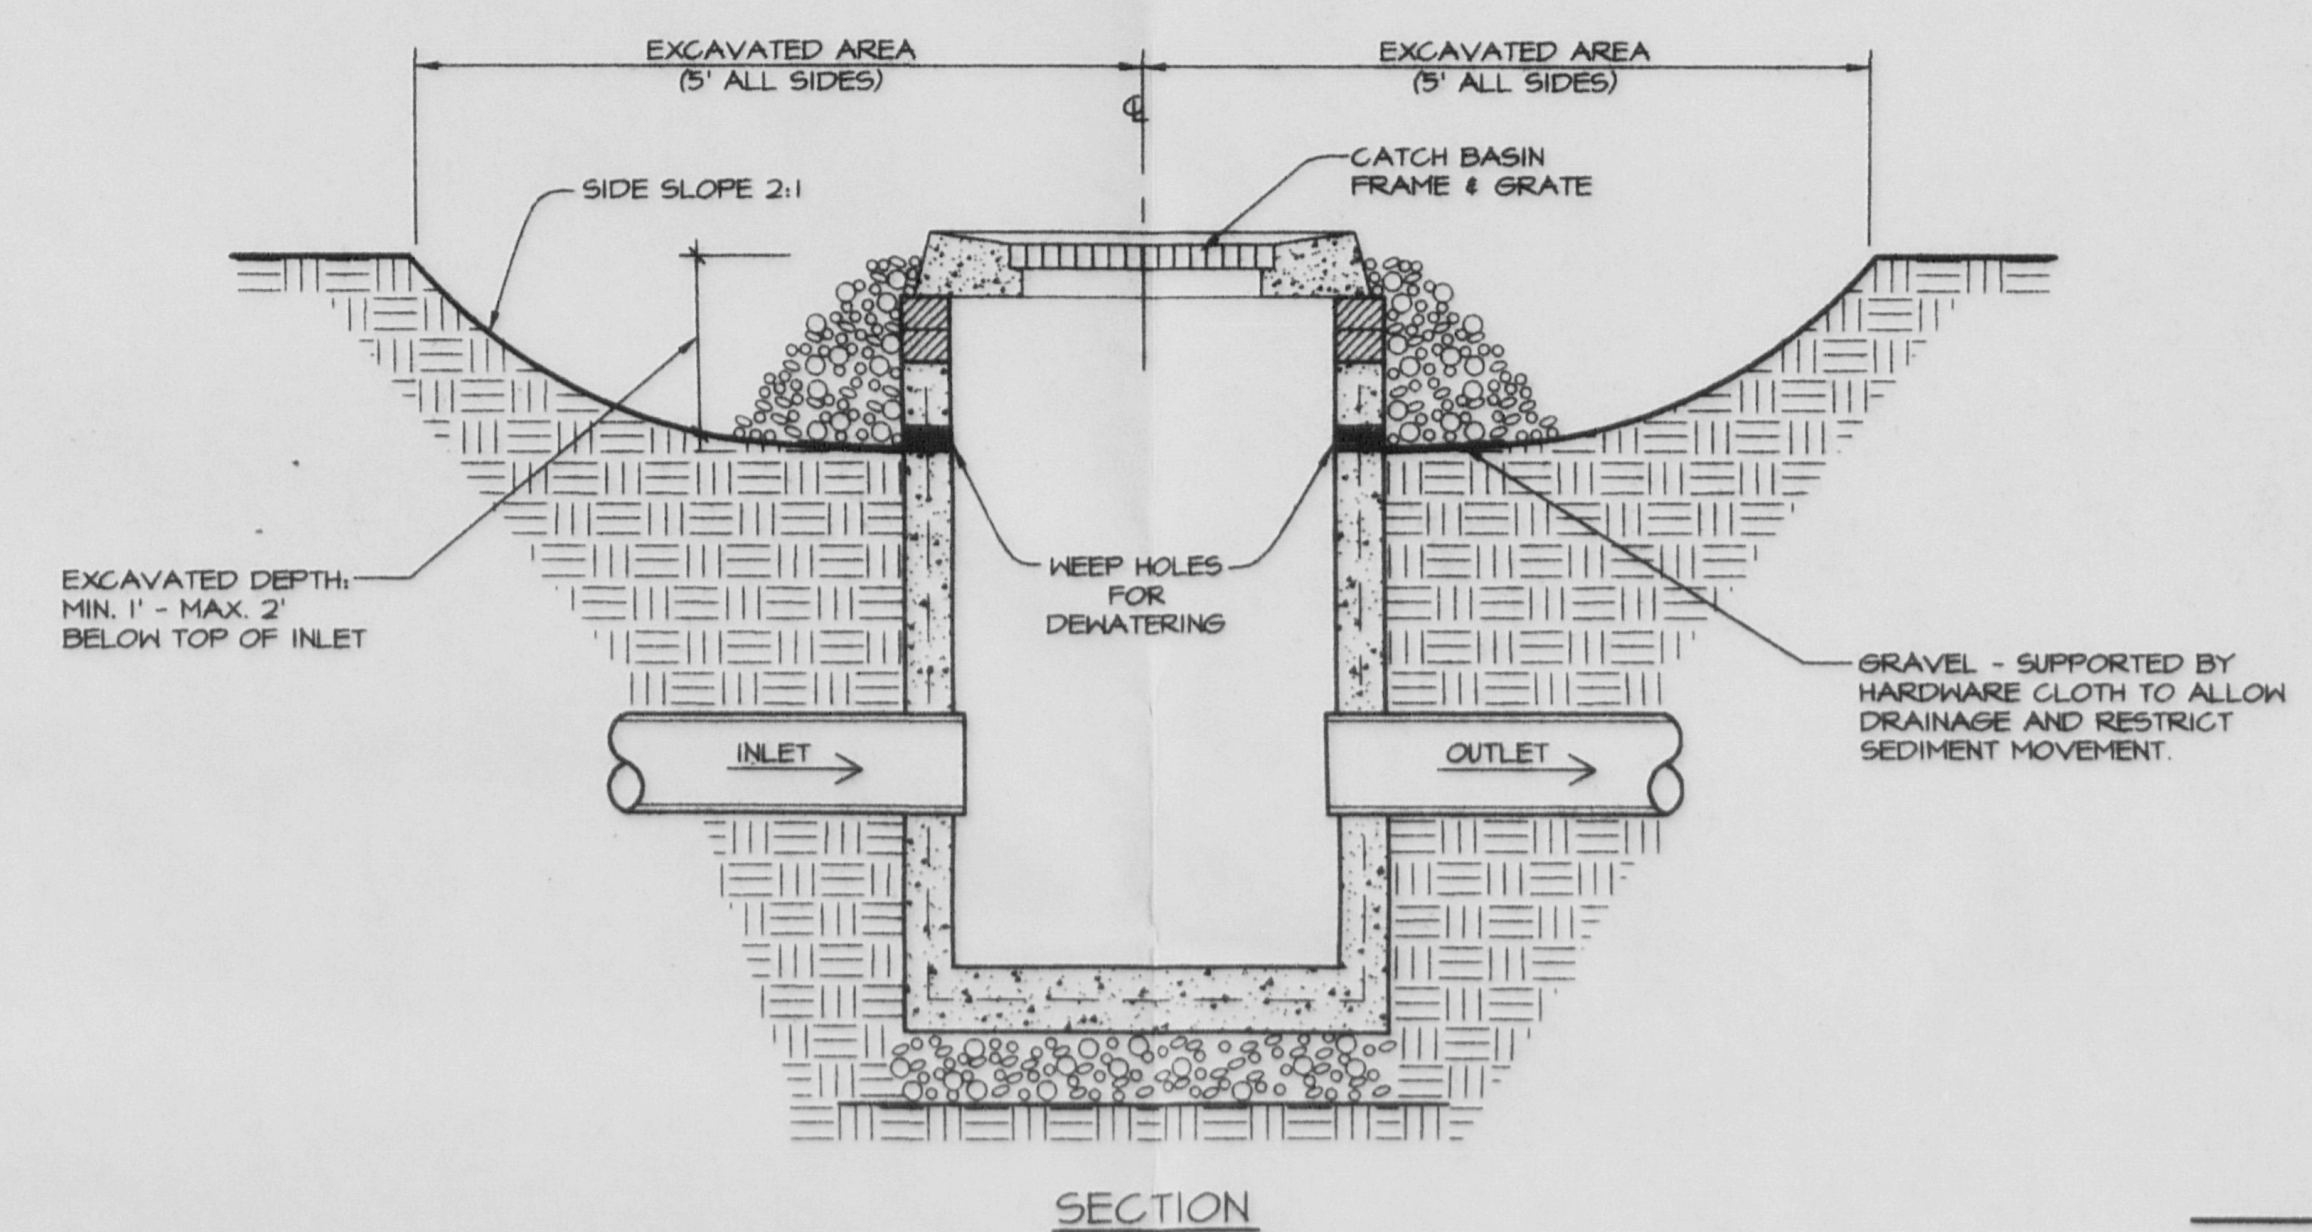 EXCAVATED AREA
(5' ALL SIDES)
EXCAVATED AREA
(5' ALL SIDES)
℄
CATCH BASIN
FRAME & GRATE
SIDE SLOPE 2:1
EXCAVATED DEPTH:
MIN. 1' - MAX. 2'
BELOW TOP OF INLET
WEEP HOLES
FOR
DEWATERING
GRAVEL - SUPPORTED BY
HARDWARE CLOTH TO ALLOW
DRAINAGE AND RESTRICT
SEDIMENT MOVEMENT.
INLET
OUTLET
SECTION